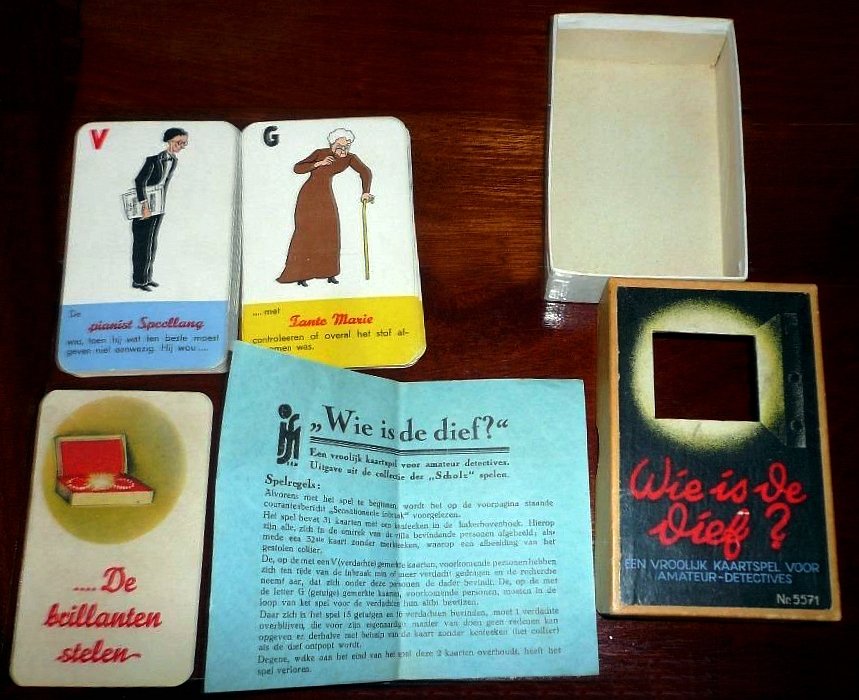 V
De
pianist Speellang
was, toen hij wat ten beste moest
geven niet aanwezig. Hij wou ....
G
.... met
Tante Marie
controleeren of overal het stof af-
men was.
.... De
brillanten
stelen
„Wie is de dief?“
Een vroolijk kaartspel voor amateur detectives.
Uitgave uit de collectie der „Scholz“ spelen.
Spelregels:
Alvorens met het spel te beginnen, wordt het op de voorpagina staande
courantenbericht „Sensationeele inbraak“ voorgelezen.
Het spel bevat 31 kaarten met een kenteeken in de linkerbovenhoek. Hierop
zijn alle, zich in de omtrek van de villa bevindende personen afgebeeld; als-
mede een 32ste kaart zonder merkteeken, waarop een afbeelding van het
gestolen collier.
De, op de met een V (verdachte) gemerkte kaarten, voorkomende personen hebben
zich ten tijde van de inbraak min of meer verdacht gedragen en de recherche
neemt aan, dat zich onder deze personen de dader bevindt. De, op de met
de letter G (getuige) gemerkte kaarten, voorkomende personen, moeten in de
loop van het spel voor de verdachten hun alibi bewijzen.
Daar zich in het spel 15 getuigen en 16 verdachten bevinden, moet 1 verdachte
overblijven, die voor zijn eigenaardige manier van doen geen redenen kan
opgeven en derhalve met behulp van de kaart zonder kenteeken (het collier)
als de dief ontpopt wordt.
Degene, welke aan het eind van het spel deze 2 kaarten overhoudt, heeft het
spel verloren.
Wie is de
dief?
EEN VROOLIJK KAARTSPEL VOOR
AMATEUR-DETECTIVES
Nr. 5571